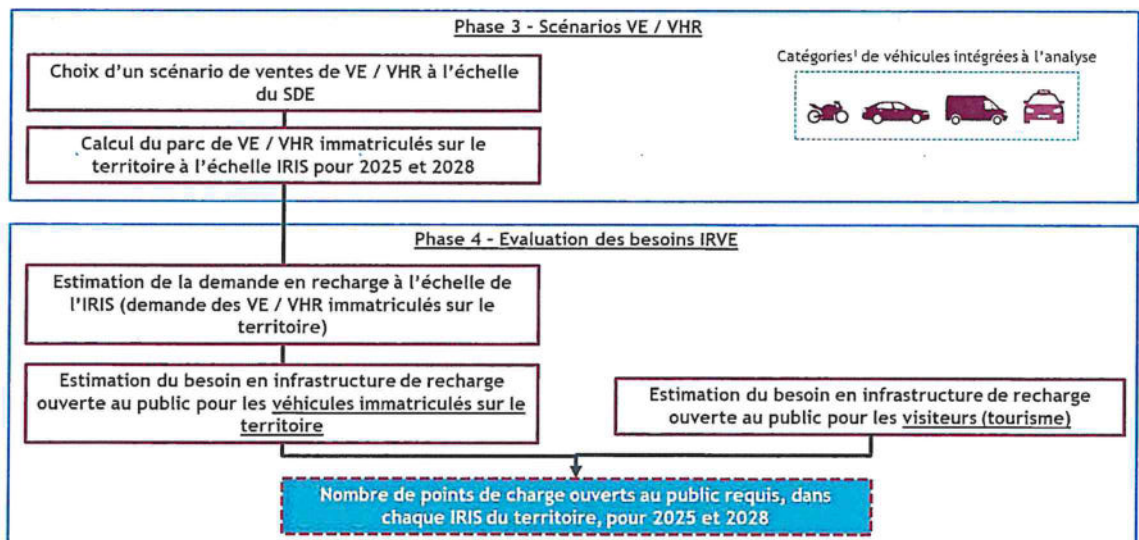 Phase 3 - Scénarios VE / VHR
Choix d'un scénario de ventes de VE / VHR à l'échelle
du SDE
Catégories¹ de véhicules intégrées à l'analyse
Calcul du parc de VE / VHR immatriculés sur le
territoire à l'échelle IRIS pour 2025 et 2028
Phase 4 - Evaluation des besoins IRVE
Estimation de la demande en recharge à l'échelle de
l'IRIS (demande des VE / VHR immatriculés sur le
territoire)
Estimation du besoin en infrastructure de recharge
ouverte au public pour les véhicules immatriculés sur le
territoire
Estimation du besoin en infrastructure de recharge
ouverte au public pour les visiteurs (tourisme)
Nombre de points de charge ouverts au public requis, dans
chaque IRIS du territoire, pour 2025 et 2028